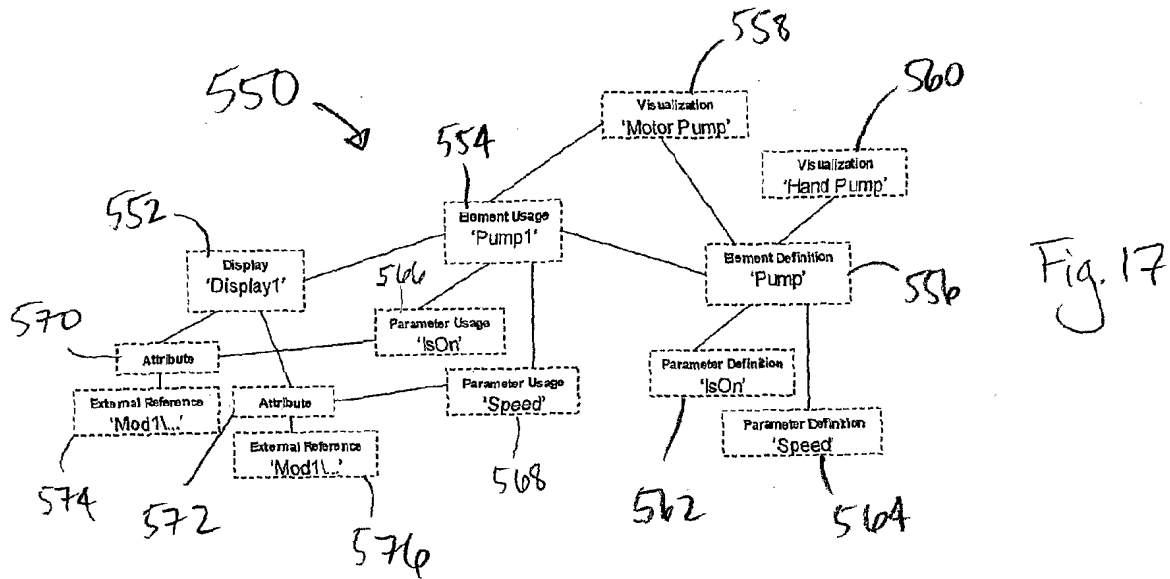 558
550
560
Visualization
'Motor Pump'
554
Visualization
'Hand Pump'
552
Element Usage
'Pump1'
Display
'Display1'
566
Element Definition
'Pump'
556
Fig. 17
570
Attribute
Parameter Usage
'IsOn'
Parameter Definition
'IsOn'
External Reference
'Mod1\...'
Attribute
Parameter Usage
'Speed'
Parameter Definition
'Speed'
External Reference
'Mod1\...'
574
572
576
568
562
564